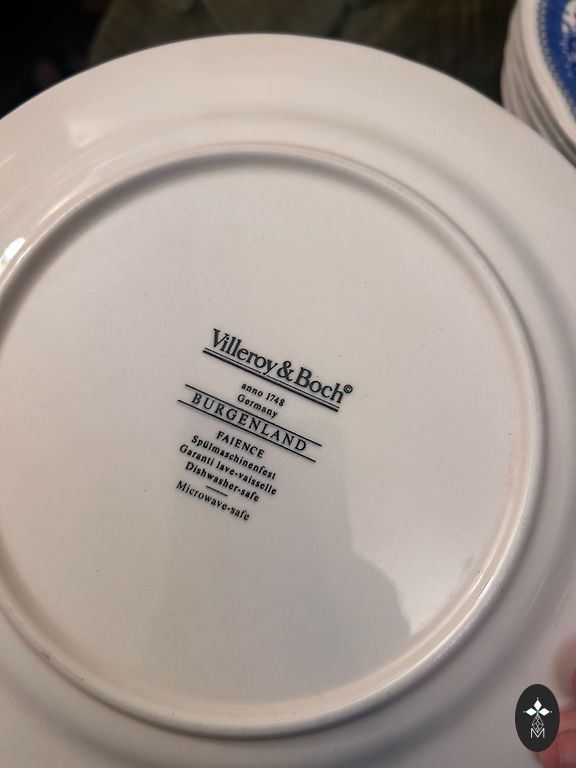 Villeroy & Boch©
anno 1748
Germany
BURGENLAND
FAIENCE
Spülmaschinenfest
Garanti lave-vaisselle
Dishwasher-safe
Microwave-safe
M